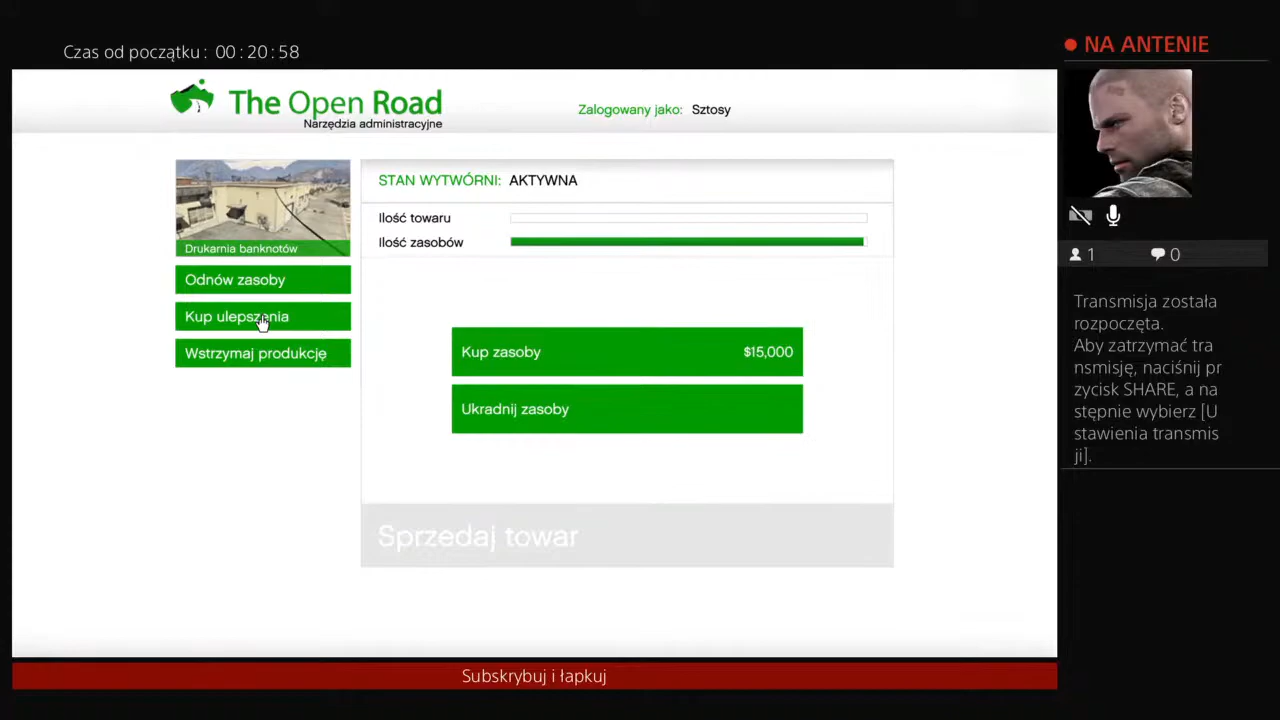 Czas od początku : 00 : 20 : 58
NA ANTENIE
The Open Road
Narzędzia administracyjne
Zalogowany jako: Sztosy
Drukarnia banknotów
Odnów zasoby
Kup ulepszenia
Wstrzymaj produkcję
STAN WYTWÓRNI: AKTYWNA
Ilość towaru
Ilość zasobów
Kup zasoby $15,000
Ukradnij zasoby
Sprzedaj towar
1 0
Transmisja została
rozpoczęta.
Aby zatrzymać tra
nsmisję, naciśnij pr
zycisk SHARE, a na
stępnie wybierz [U
stawienia transmis
ji].
Subskrybuj i łapkuj